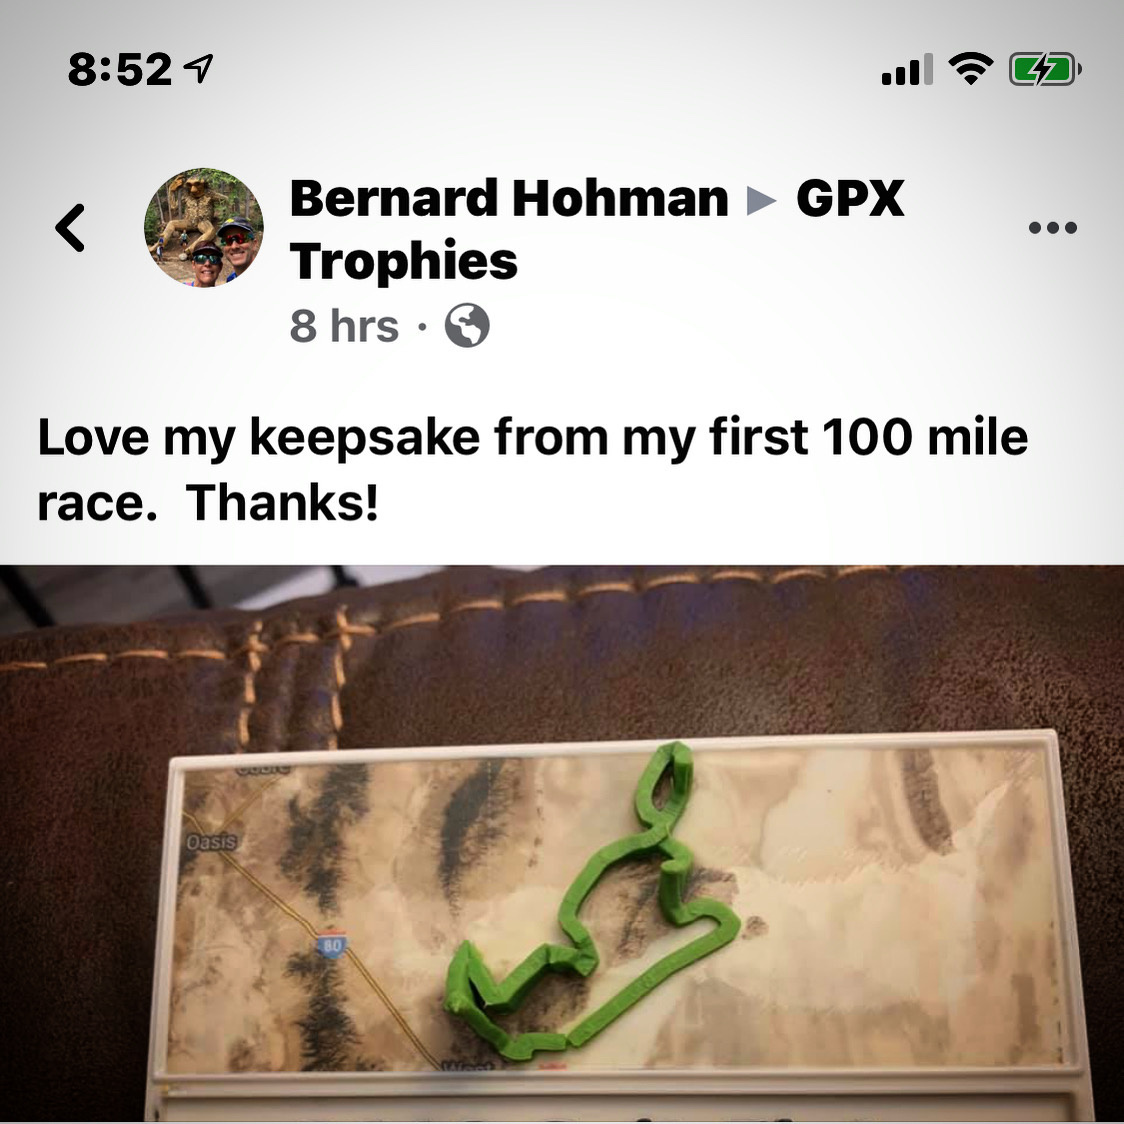 8:52
Bernard Hohman ▸ GPX
Trophies
8 hrs ·
Love my keepsake from my first 100 mile
race. Thanks!
Oasis
80